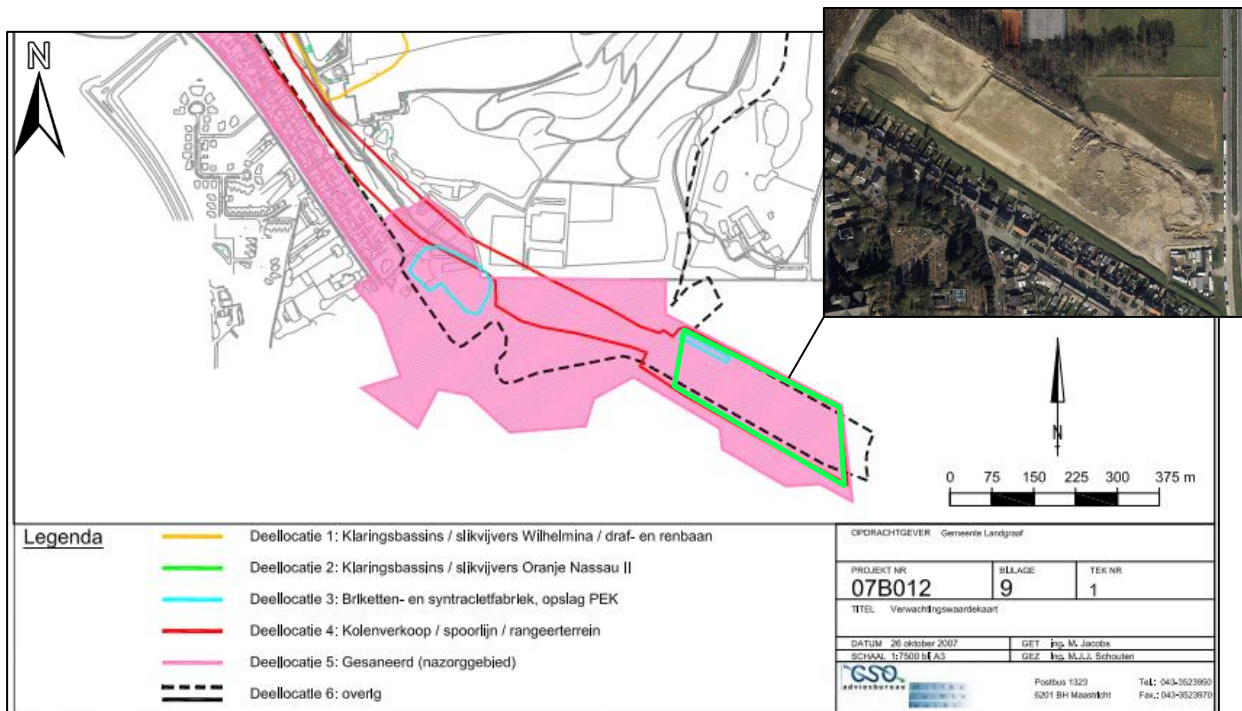 N
N
0 75 150 225 300 375 m
Legenda
Deellocatie 1: Klaringsbassins / slikvijvers Wilhelmina / draf- en renbaan
Deellocatie 2: Klaringsbassins / slikvijvers Oranje Nassau II
Deellocatie 3: Briketten- en syntracletfabriek, opslag PEK
Deellocatie 4: Kolenverkoop / spoorlijn / rangeerterrein
Deellocatie 5: Gesaneerd (nazorggebied)
Deellocatie 6: overig
OPDRACHTGEVER Gemeente Landgraaf
PROJEKT NR BIJLAGE TEK NR
07B012 9 1
TITEL Verwachtingswaardekaart
DATUM 26 oktober 2007 GET ing. M. Jacobs
SCHAAL 1:7500 bij A3 GEZ ing. M.J.J. Schouten
CSO
adviesbureau
Postbus 1323 Tel.: 043-3523950
6201 BH Maastricht Fax.: 043-3523970